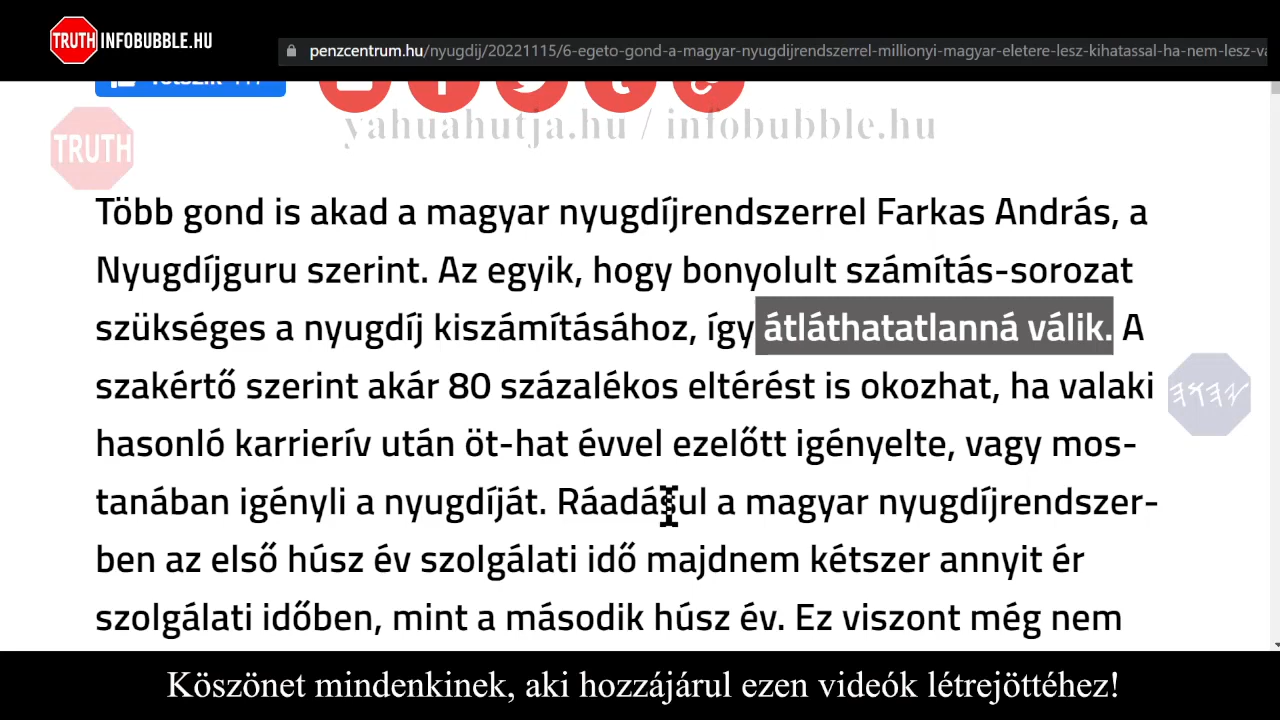 TRUTH INFOBUBBLE.HU
penzcentrum.hu/nyugdij/20221115/6-egeto-gond-a-magyar-nyugdijrendszerrel-millionyi-magyar-eletere-lesz-kihatassal-ha-nem-lesz-va
yahuahutja.hu / infobubble.hu
TRUTH
Több gond is akad a magyar nyugdíjrendszerrel Farkas András, a
Nyugdíjguru szerint. Az egyik, hogy bonyolult számítás-sorozat
szükséges a nyugdíj kiszámításához, így átláthatatlanná válik. A
szakértő szerint akár 80 százalékos eltérést is okozhat, ha valaki
hasonló karrierív után öt-hat évvel ezelőtt igényelte, vagy mos-
tanában igényli a nyugdíját. Ráadásul a magyar nyugdíjrendszer-
ben az első húsz év szolgálati idő majdnem kétszer annyit ér
szolgálati időben, mint a második húsz év. Ez viszont még nem
Köszönet mindenkinek, aki hozzájárul ezen videók létrejöttéhez!